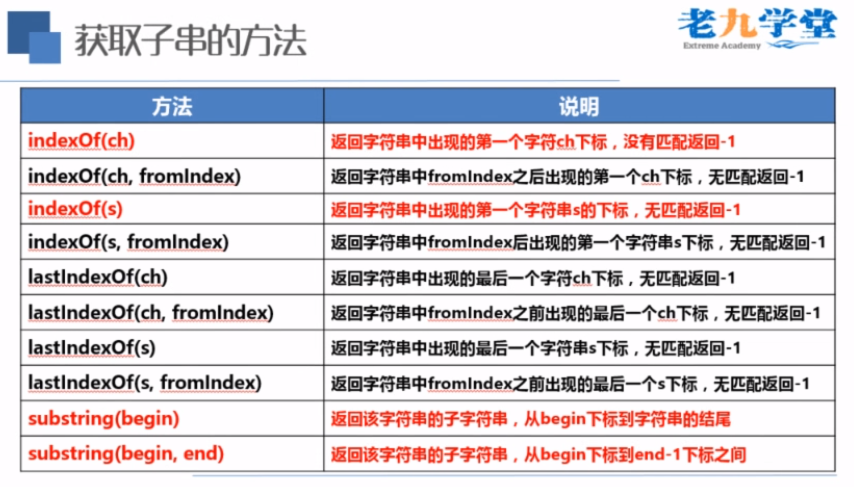 获取子串的方法
老九学堂
Extreme Academy
方法 说明
indexOf(ch) 返回字符串中出现的第一个字符ch下标，没有匹配返回-1
indexOf(ch, fromIndex) 返回字符串中fromIndex之后出现的第一个ch下标，无匹配返回-1
indexOf(s) 返回字符串中出现的第一个字符串s的下标，无匹配返回-1
indexOf(s, fromIndex) 返回字符串中fromIndex后出现的第一个字符串s下标，无匹配返回-1
lastIndexOf(ch) 返回字符串中出现的最后一个字符ch下标，无匹配返回-1
lastIndexOf(ch, fromIndex) 返回字符串中fromIndex之前出现的最后一个ch下标，无匹配返回-1
lastIndexOf(s) 返回字符串中出现的最后一个字符串s下标，无匹配返回-1
lastIndexOf(s, fromIndex) 返回字符串中fromIndex之前出现的最后一个s下标，无匹配返回-1
substring(begin) 返回该字符串的子字符串，从begin下标到字符串的结尾
substring(begin, end) 返回该字符串的子字符串，从begin下标到end-1下标之间